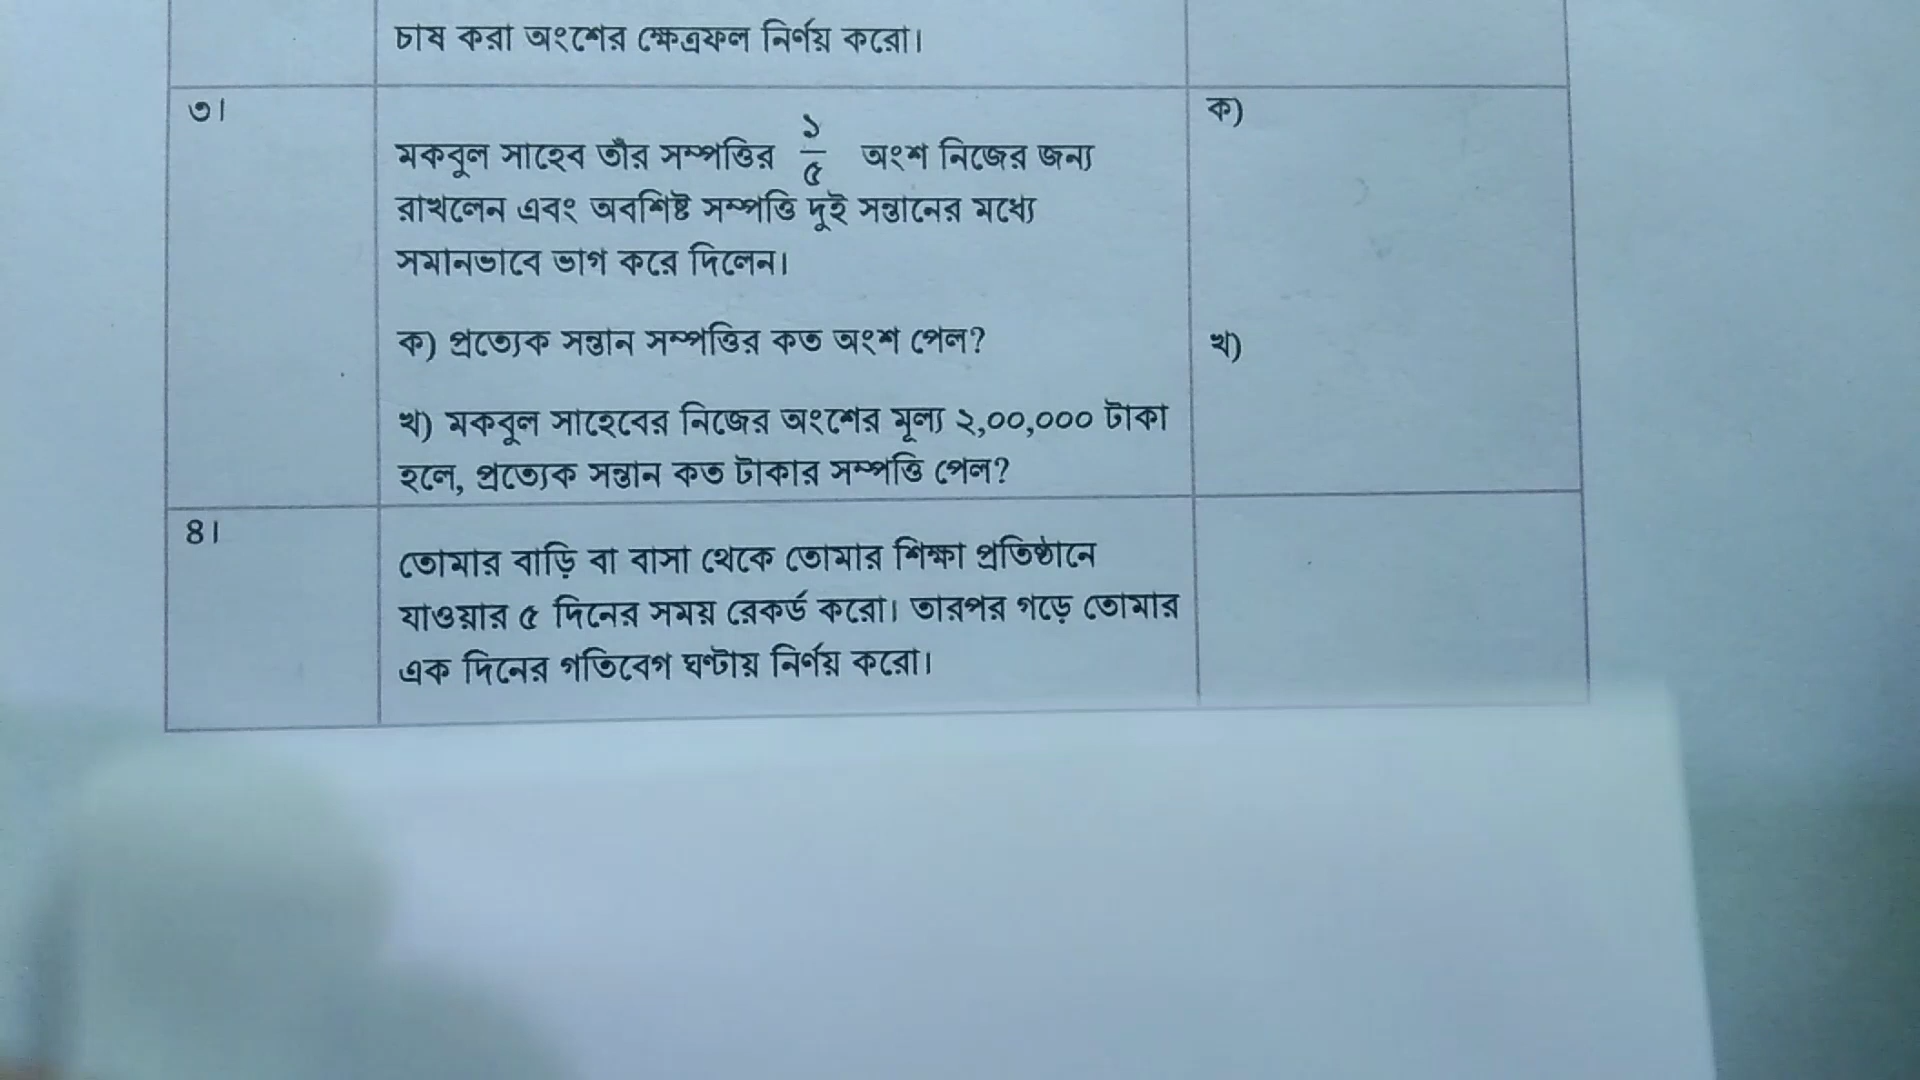 চাষ করা অংশের ক্ষেত্রফল নির্ণয় করো।
৩।
ক)
মকবুল সাহেব তাঁর সম্পত্তির ১/৫ অংশ নিজের জন্য
রাখলেন এবং অবশিষ্ট সম্পত্তি দুই সন্তানের মধ্যে
সমানভাবে ভাগ করে দিলেন।
ক) প্রত্যেক সন্তান সম্পত্তির কত অংশ পেল?
খ)
খ) মকবুল সাহেবের নিজের অংশের মূল্য ২,০০,০০০ টাকা
হলে, প্রত্যেক সন্তান কত টাকার সম্পত্তি পেল?
৪।
তোমার বাড়ি বা বাসা থেকে তোমার শিক্ষা প্রতিষ্ঠানে
যাওয়ার ৫ দিনের সময় রেকর্ড করো। তারপর গড়ে তোমার
এক দিনের গতিবেগ ঘণ্টায় নির্ণয় করো।